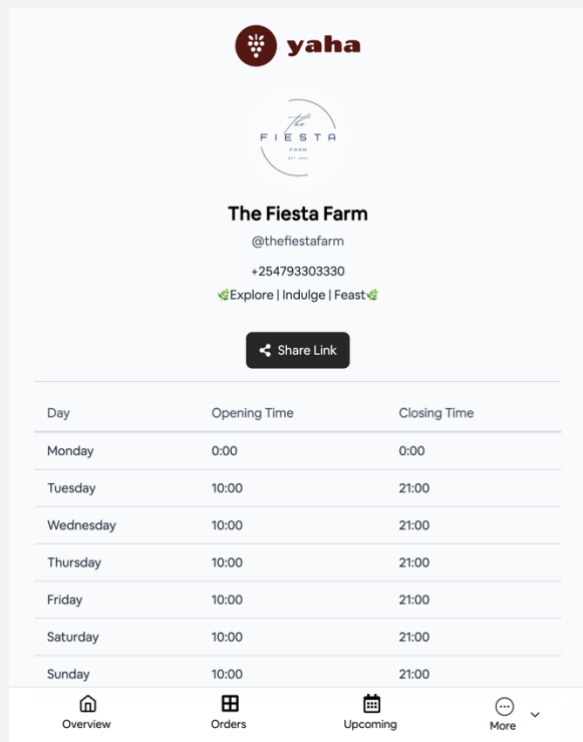 yaha
the
FIESTA
FARM
The Fiesta Farm
@thefiestafarm
+254793303330
🌿Explore | Indulge | Feast🌿
Share Link
Day Opening Time Closing Time
Monday 0:00 0:00
Tuesday 10:00 21:00
Wednesday 10:00 21:00
Thursday 10:00 21:00
Friday 10:00 21:00
Saturday 10:00 21:00
Sunday 10:00 21:00
Overview Orders Upcoming More